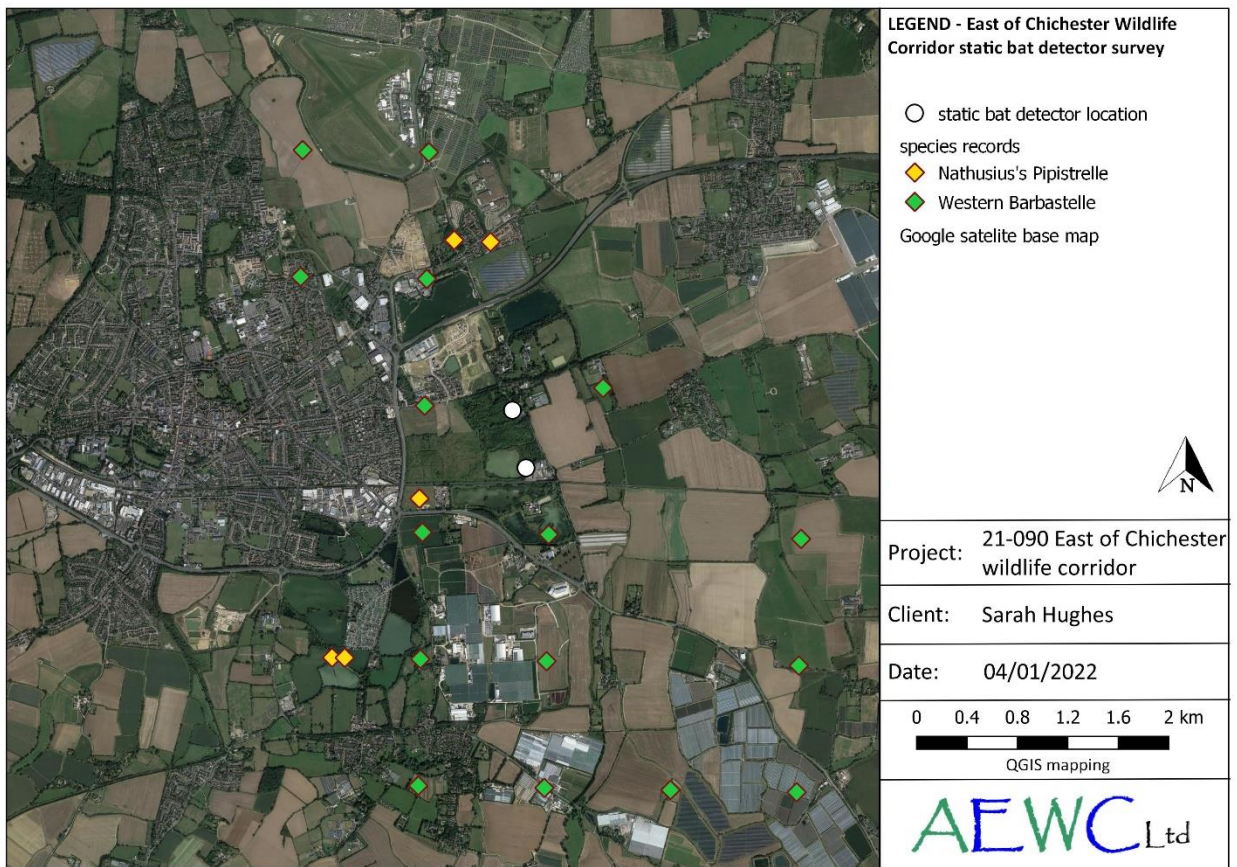 LEGEND - East of Chichester Wildlife
Corridor static bat detector survey
static bat detector location
species records
Nathusius's Pipistrelle
Western Barbastelle
Google satelite base map
N
Project: 21-090 East of Chichester
wildlife corridor
Client: Sarah Hughes
Date: 04/01/2022
0 0.4 0.8 1.2 1.6 2 km
QGIS mapping
AEWC Ltd